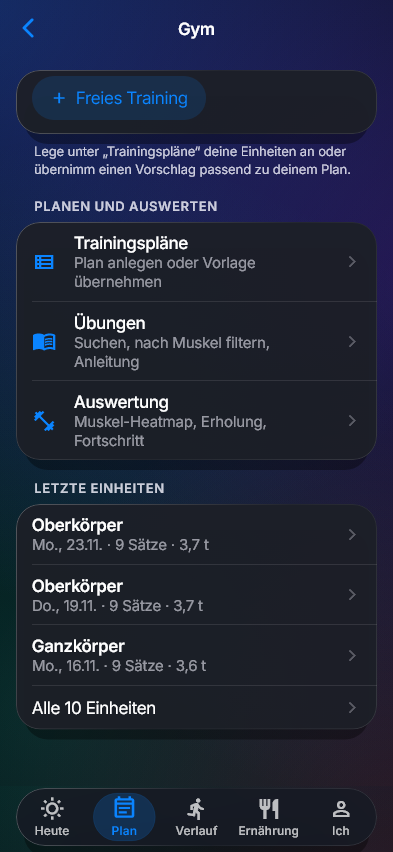 Gym
+ Freies Training
Lege unter „Trainingspläne“ deine Einheiten an oder
übernimm einen Vorschlag passend zu deinem Plan.
PLANEN UND AUSWERTEN
Trainingspläne
Plan anlegen oder Vorlage
übernehmen
Übungen
Suchen, nach Muskel filtern,
Anleitung
Auswertung
Muskel-Heatmap, Erholung,
Fortschritt
LETZTE EINHEITEN
Oberkörper
Mo., 23.11. · 9 Sätze · 3,7 t
Oberkörper
Do., 19.11. · 9 Sätze · 3,7 t
Ganzkörper
Mo., 16.11. · 9 Sätze · 3,6 t
Alle 10 Einheiten
Heute Plan Verlauf Ernährung Ich